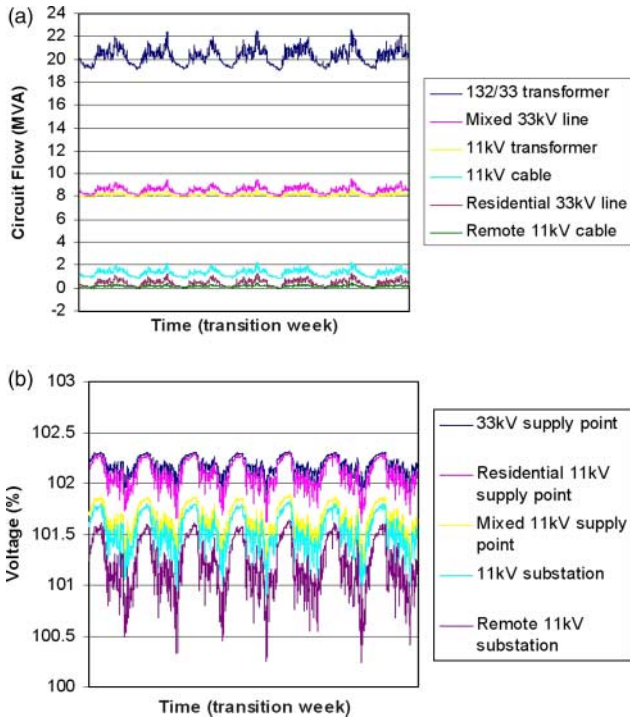 (a)
24
22
20
18
16
14
12
10
8
6
4
2
0
-2
Circuit Flow (MVA)
Time (transition week)
132/33 transformer
Mixed 33kV line
11kV transformer
11kV cable
Residential 33kV line
Remote 11kV cable
(b)
103
102.5
102
101.5
101
100.5
100
Voltage (%)
Time (transition week)
33kV supply point
Residential 11kV
supply point
Mixed 11kV supply
point
11kV substation
Remote 11kV
substation